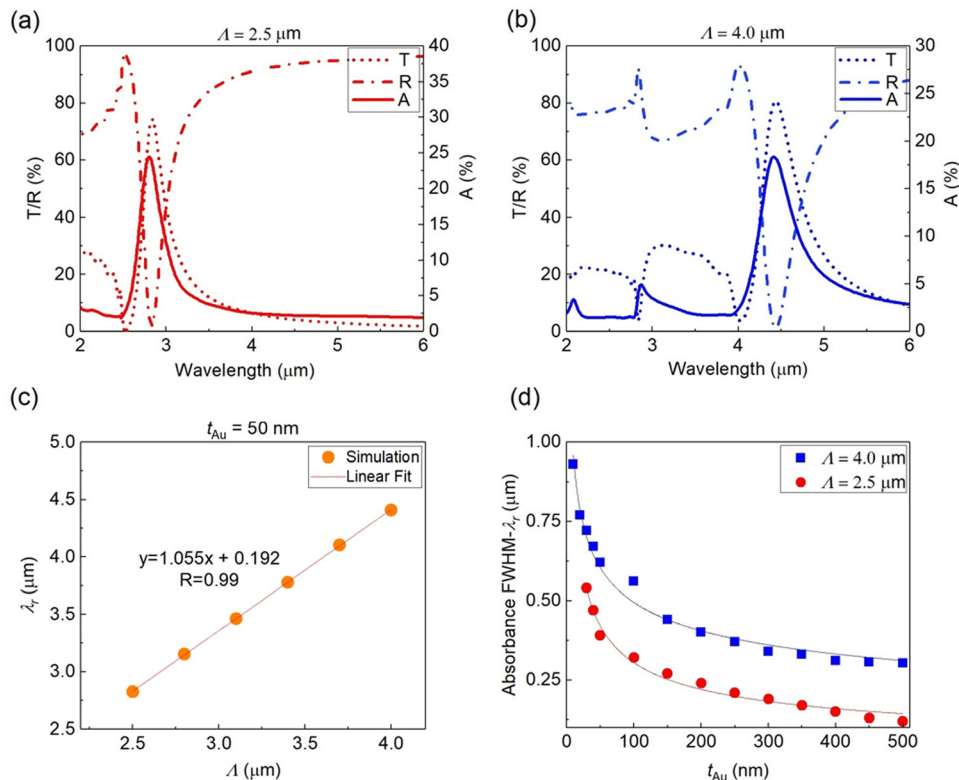 (a)
Λ = 2.5 μm
T
R
A
100
80
60
40
20
0
T/R (%)
40
35
30
25
20
15
10
5
0
A (%)
2 3 4 5 6
Wavelength (μm)
(b)
Λ = 4.0 μm
T
R
A
100
80
60
40
20
0
T/R (%)
30
25
20
15
10
5
0
A (%)
2 3 4 5 6
Wavelength (μm)
(c)
t_Au = 50 nm
Simulation
Linear Fit
y=1.055x + 0.192
R=0.99
5.0
4.5
4.0
3.5
3.0
2.5
λ_r (μm)
2.5 3.0 3.5 4.0
Λ (μm)
(d)
Λ = 4.0 μm
Λ = 2.5 μm
1.00
0.75
0.50
0.25
Absorbance FWHM-λ_r (μm)
0 100 200 300 400 500
t_Au (nm)